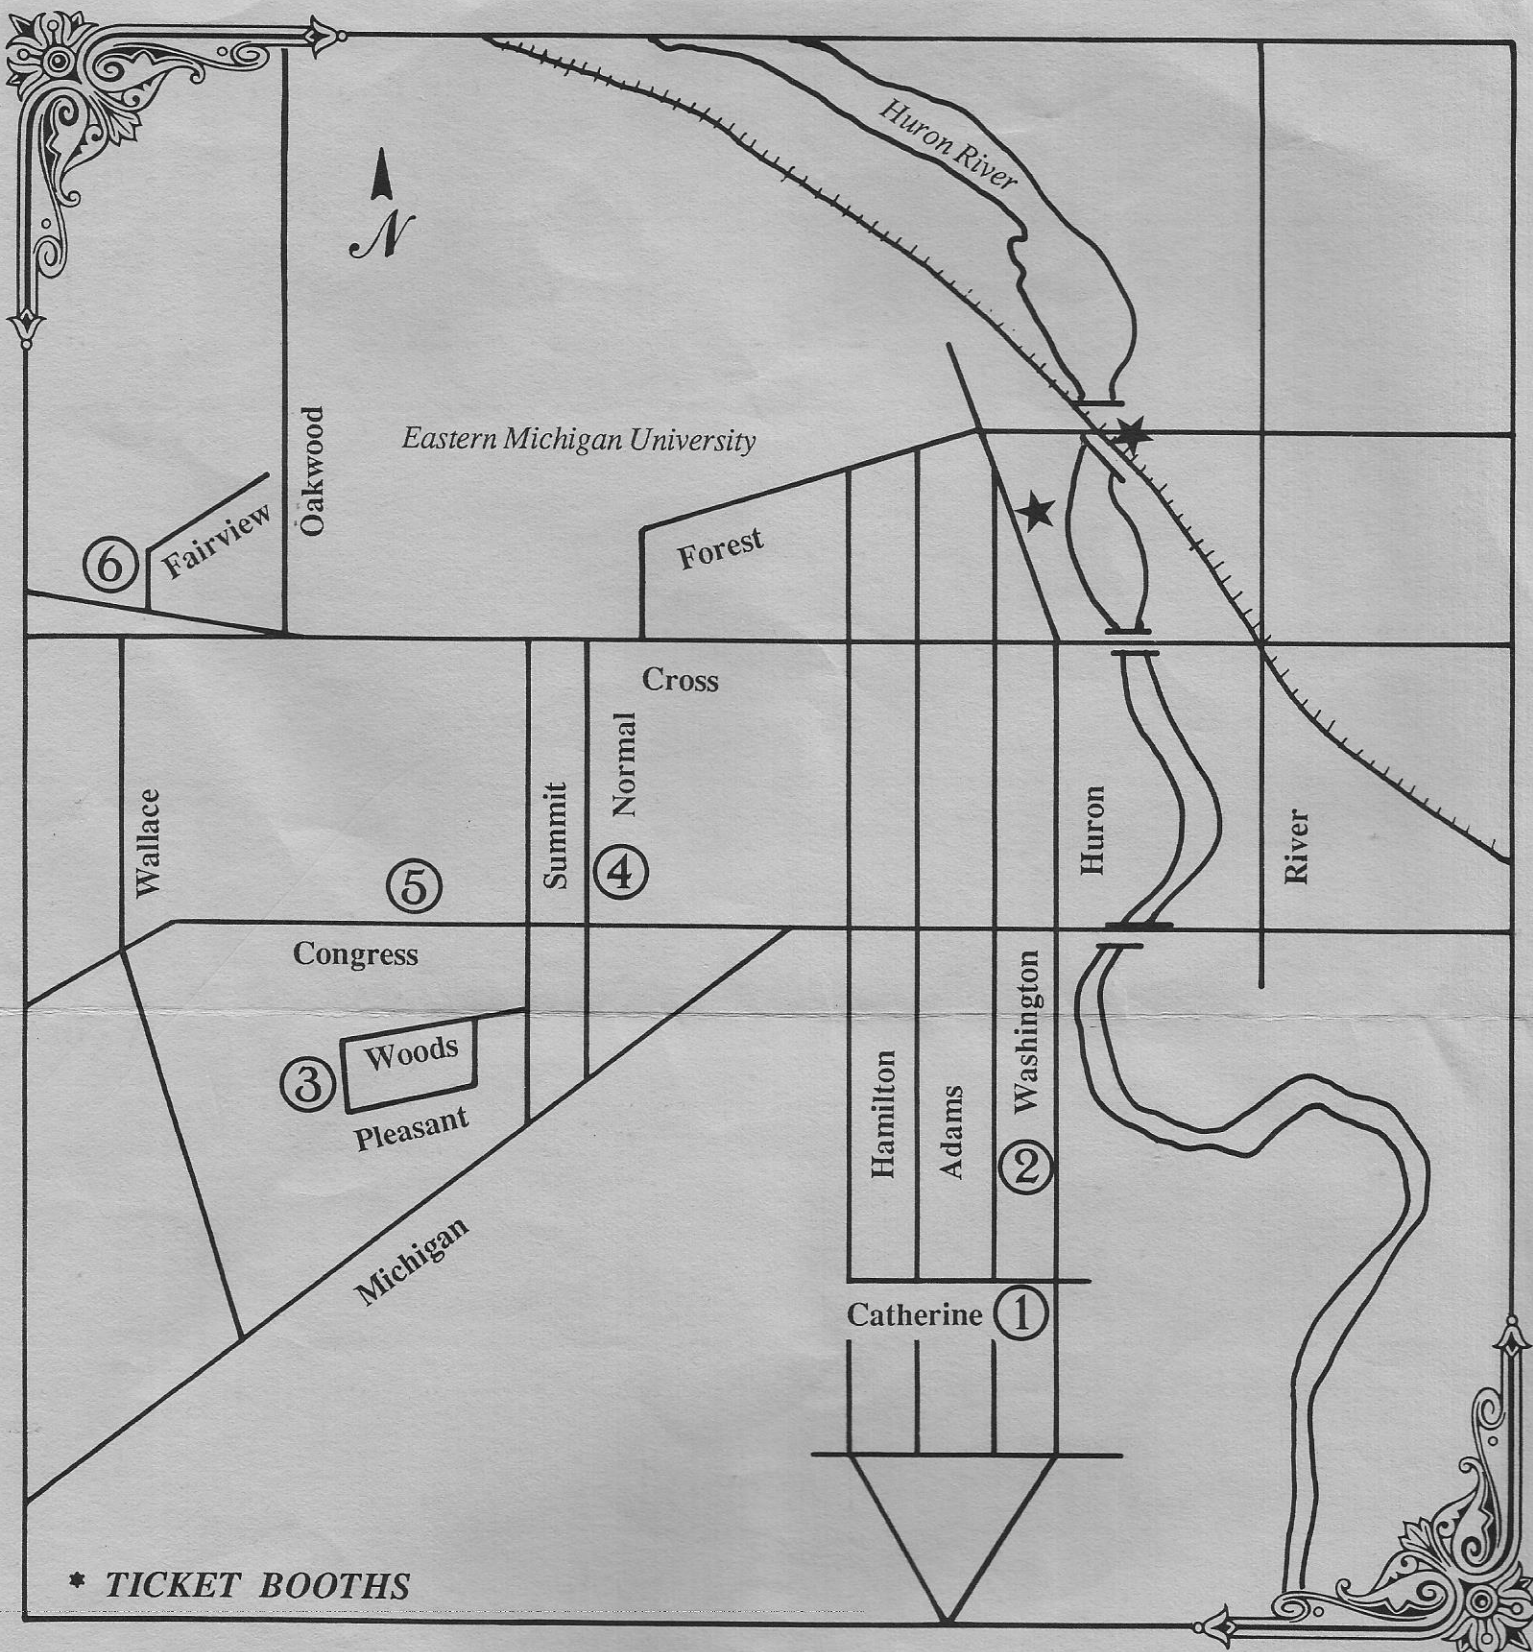 Huron River
N
Oakwood
Eastern Michigan University
6
Fairview
Forest
Cross
Normal
Summit
Wallace
4
5
Huron
River
Congress
Washington
Woods
3
Hamilton
Adams
Pleasant
2
Michigan
Catherine 1
* TICKET BOOTHS